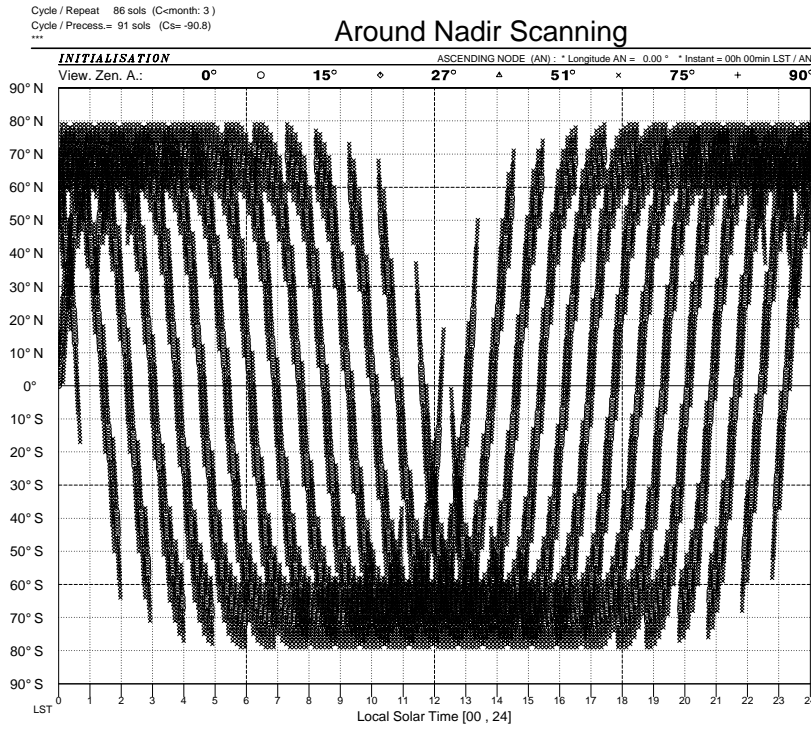 Cycle / Repeat 86 sols (C<month: 3 )
Cycle / Precess.= 91 sols (Cs= -90.8)
***
Around Nadir Scanning
INITIALISATION ASCENDING NODE (AN) : * Longitude AN = 0.00 ° * Instant = 00h 00min LST / AN
View. Zen. A.: 0° 15° 27° 51° 75° 90°
90° N
80° N
70° N
60° N
50° N
40° N
30° N
20° N
10° N
0°
10° S
20° S
30° S
40° S
50° S
60° S
70° S
80° S
90° S
0 1 2 3 4 5 6 7 8 9 10 11 12 13 14 15 16 17 18 19 20 21 22 23 24
LST
Local Solar Time [00 , 24]